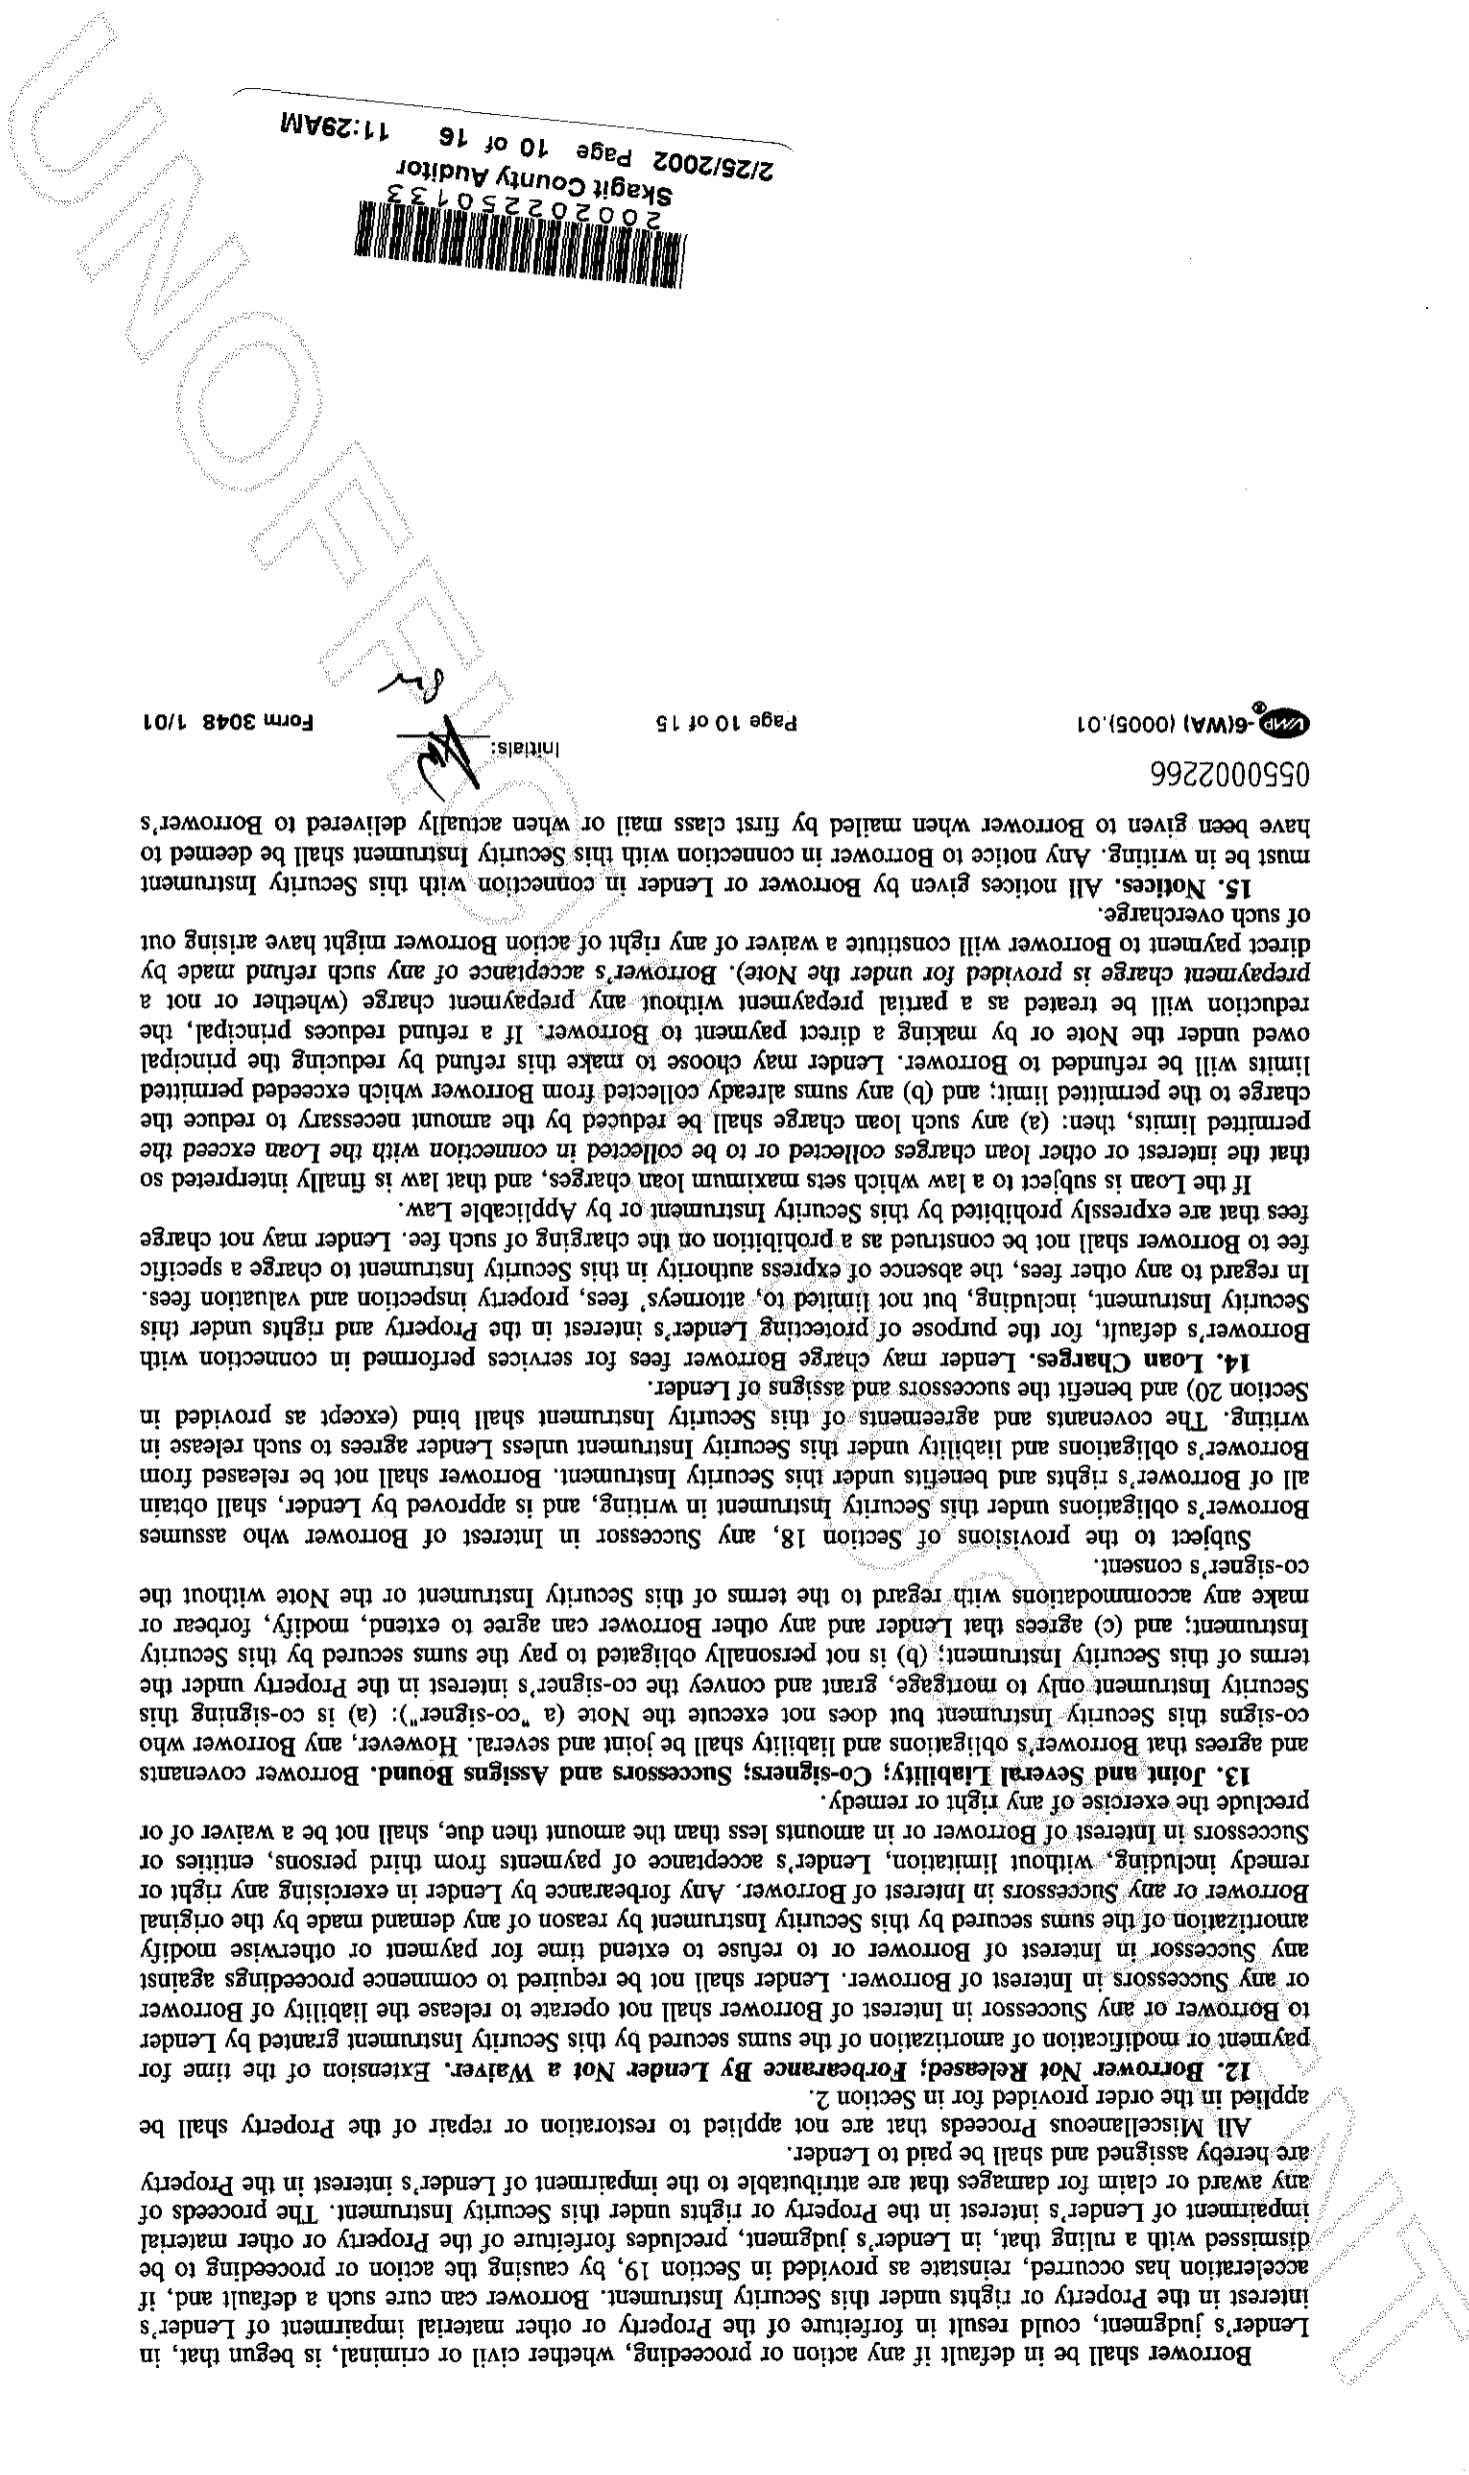 Borrower shall be in default if any action or proceeding, whether civil or criminal, is begun that, in
Lender's judgment, could result in forfeiture of the Property or other material impairment of Lender's
interest in the Property or rights under this Security Instrument. Borrower can cure such a default and, if
acceleration has occurred, reinstate as provided in Section 19, by causing the action or proceeding to be
dismissed with a ruling that, in Lender's judgment, precludes forfeiture of the Property or other material
impairment of Lender's interest in the Property or rights under this Security Instrument. The proceeds of
any award or claim for damages that are attributable to the impairment of Lender's interest in the Property
are hereby assigned and shall be paid to Lender.
All Miscellaneous Proceeds that are not applied to restoration or repair of the Property shall be
applied in the order provided for in Section 2.
12. Borrower Not Released; Forbearance By Lender Not a Waiver. Extension of the time for
payment or modification of amortization of the sums secured by this Security Instrument granted by Lender
to Borrower or any Successor in Interest of Borrower shall not operate to release the liability of Borrower
or any Successors in Interest of Borrower. Lender shall not be required to commence proceedings against
any Successor in Interest of Borrower or to refuse to extend time for payment or otherwise modify
amortization of the sums secured by this Security Instrument by reason of any demand made by the original
Borrower or any Successors in Interest of Borrower. Any forbearance by Lender in exercising any right or
remedy including, without limitation, Lender's acceptance of payments from third persons, entities or
Successors in Interest of Borrower or in amounts less than the amount then due, shall not be a waiver of or
preclude the exercise of any right or remedy.
13. Joint and Several Liability; Co-signers; Successors and Assigns Bound. Borrower covenants
and agrees that Borrower's obligations and liability shall be joint and several. However, any Borrower who
co-signs this Security Instrument but does not execute the Note (a "co-signer"): (a) is co-signing this
Security Instrument only to mortgage, grant and convey the co-signer's interest in the Property under the
terms of this Security Instrument; (b) is not personally obligated to pay the sums secured by this Security
Instrument; and (c) agrees that Lender and any other Borrower can agree to extend, modify, forbear or
make any accommodations with regard to the terms of this Security Instrument or the Note without the
co-signer's consent.
Subject to the provisions of Section 18, any Successor in Interest of Borrower who assumes
Borrower's obligations under this Security Instrument in writing, and is approved by Lender, shall obtain
all of Borrower's rights and benefits under this Security Instrument. Borrower shall not be released from
Borrower's obligations and liability under this Security Instrument unless Lender agrees to such release in
writing. The covenants and agreements of this Security Instrument shall bind (except as provided in
Section 20) and benefit the successors and assigns of Lender.
14. Loan Charges. Lender may charge Borrower fees for services performed in connection with
Borrower's default, for the purpose of protecting Lender's interest in the Property and rights under this
Security Instrument, including, but not limited to, attorneys' fees, property inspection and valuation fees.
In regard to any other fees, the absence of express authority in this Security Instrument to charge a specific
fee to Borrower shall not be construed as a prohibition on the charging of such fee. Lender may not charge
fees that are expressly prohibited by this Security Instrument or by Applicable Law.
If the Loan is subject to a law which sets maximum loan charges, and that law is finally interpreted so
that the interest or other loan charges collected or to be collected in connection with the Loan exceed the
permitted limits, then: (a) any such loan charge shall be reduced by the amount necessary to reduce the
charge to the permitted limit; and (b) any sums already collected from Borrower which exceeded permitted
limits will be refunded to Borrower. Lender may choose to make this refund by reducing the principal
owed under the Note or by making a direct payment to Borrower. If a refund reduces principal, the
reduction will be treated as a partial prepayment without any prepayment charge (whether or not a
prepayment charge is provided for under the Note). Borrower's acceptance of any such refund made by
direct payment to Borrower will constitute a waiver of any right of action Borrower might have arising out
of such overcharge.
15. Notices. All notices given by Borrower or Lender in connection with this Security Instrument
must be in writing. Any notice to Borrower in connection with this Security Instrument shall be deemed to
have been given to Borrower when mailed by first class mail or when actually delivered to Borrower's
0550002266
Initials:
VMP®-6(WA) (0005).01 Page 10 of 15 Form 3048 1/01
200202250133
Skagit County Auditor
2/25/2002 Page 10 of 16 11:29AM
UNOFFICIAL DOCUMENT